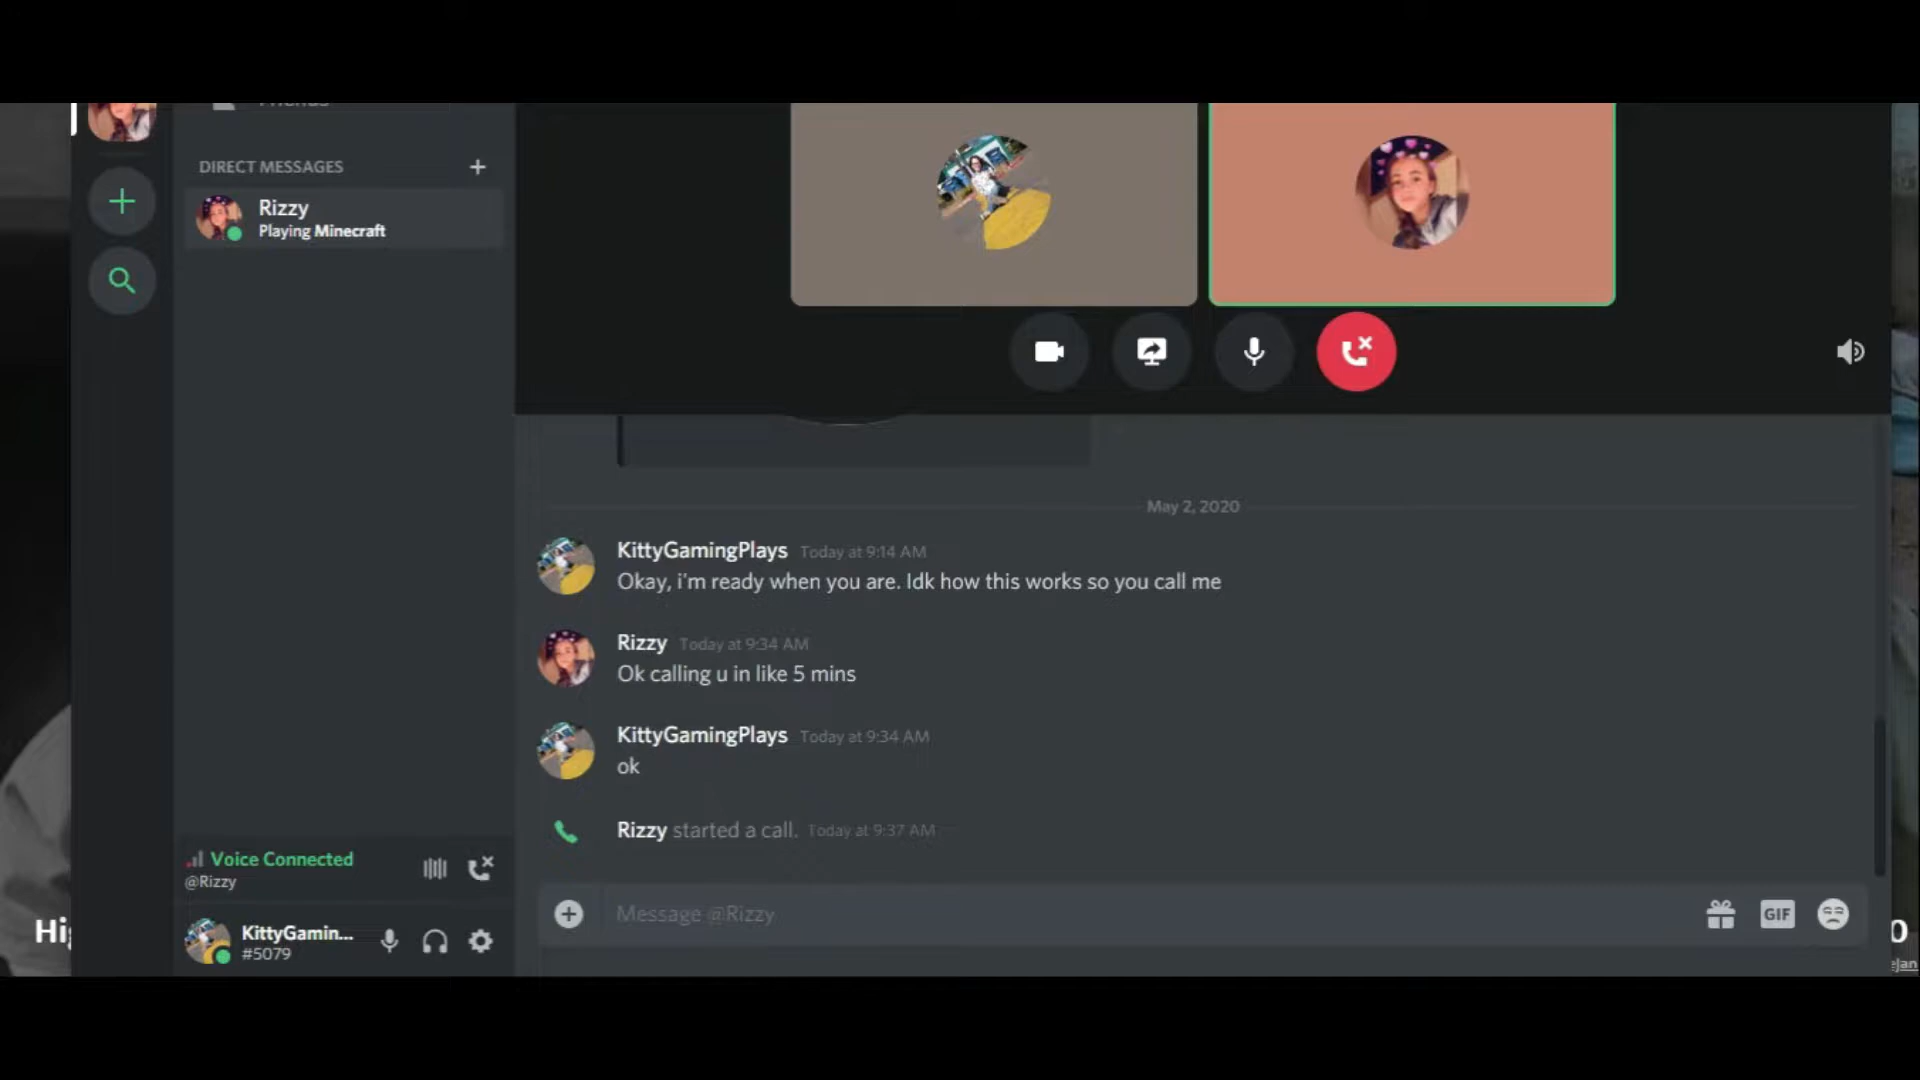 Friends
DIRECT MESSAGES
Rizzy
Playing Minecraft
May 2, 2020
KittyGamingPlays Today at 9:14 AM
Okay, i'm ready when you are. Idk how this works so you call me
Rizzy Today at 9:34 AM
Ok calling u in like 5 mins
KittyGamingPlays Today at 9:34 AM
ok
Rizzy started a call. Today at 9:37 AM
Voice Connected
@Rizzy
Message @Rizzy
GIF
KittyGamin...
#5079